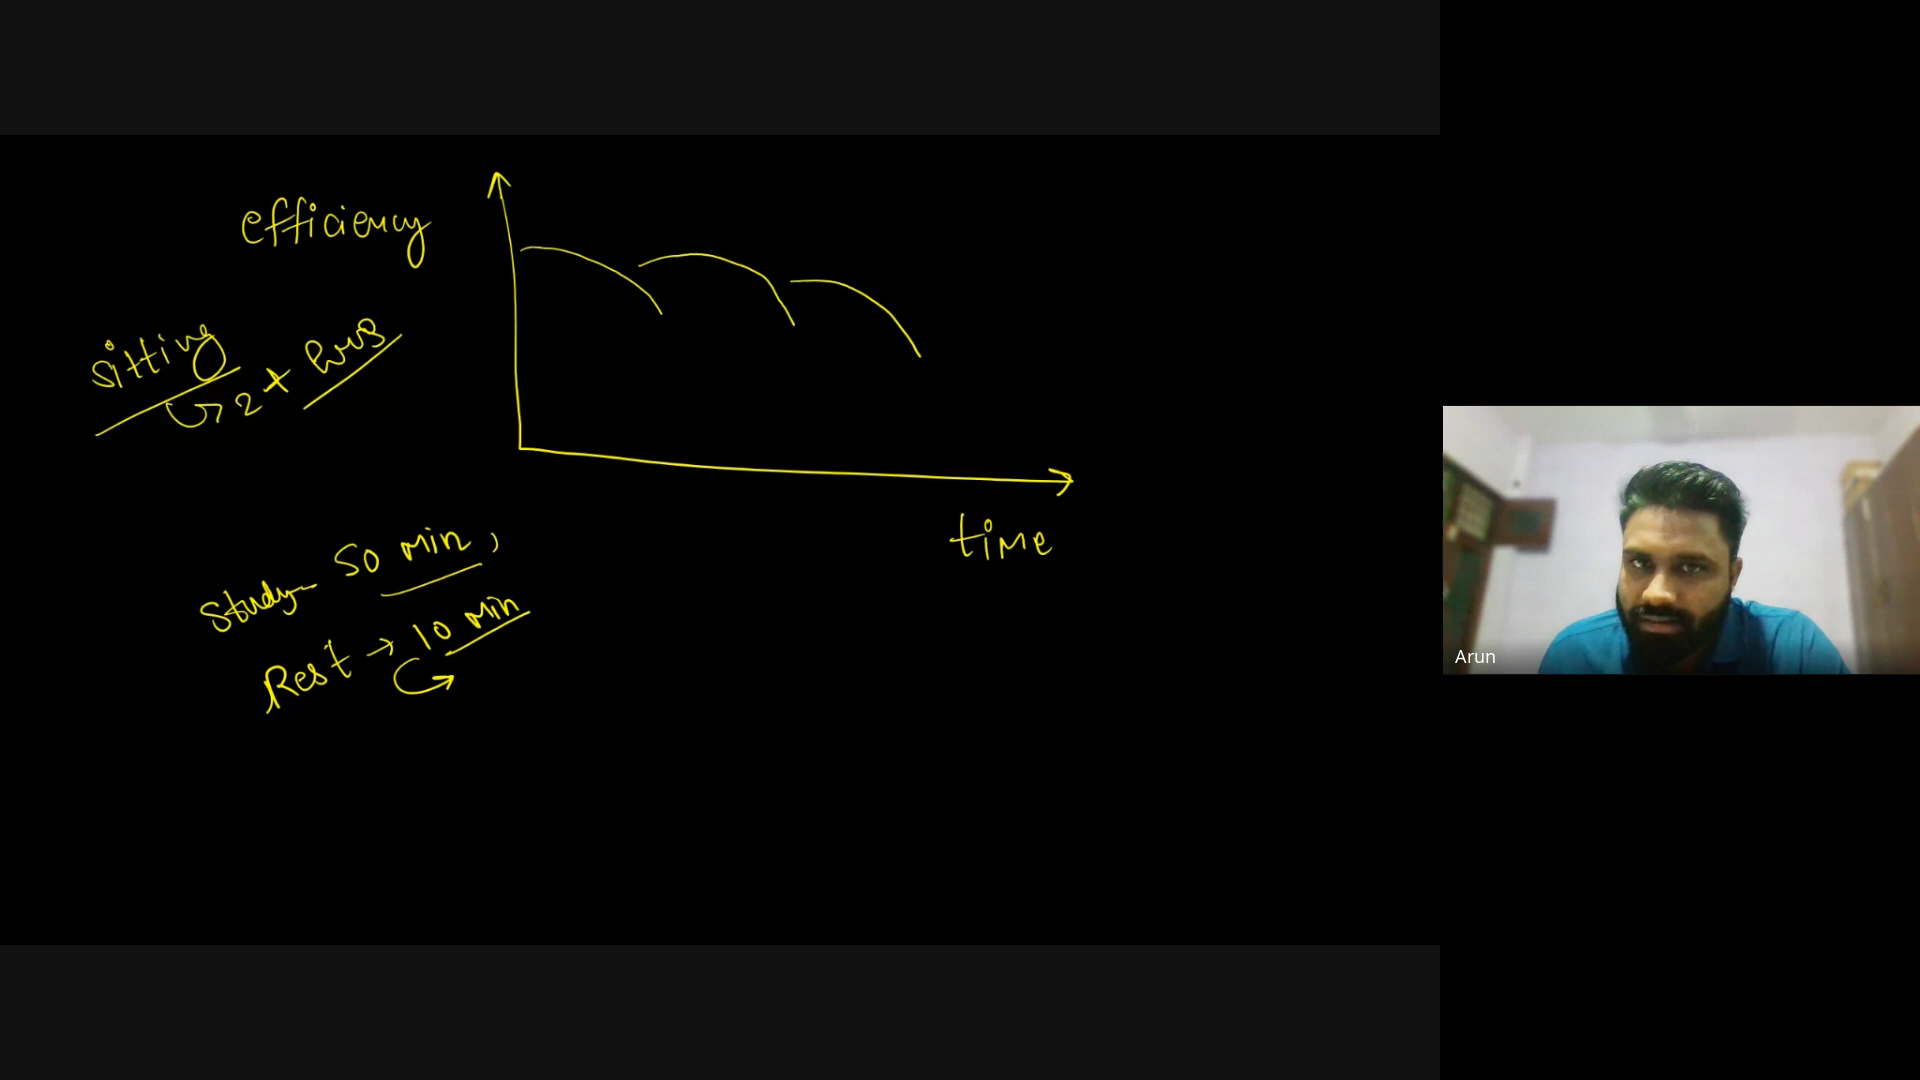 efficiency
sitting
2 + hrs
time
Study - 50 min,
Rest → 10 min
Arun